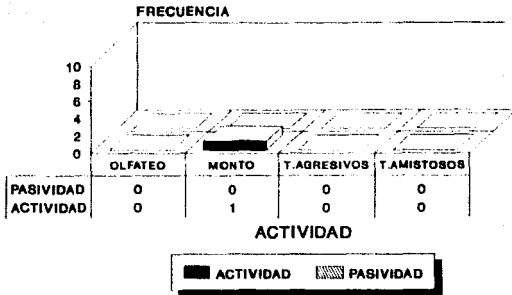 FRECUENCIA
10
8
6
4
2
0
OLFATEO MONTO T.AGRESIVOS T.AMISTOSOS
PASIVIDAD 0 0 0 0
ACTIVIDAD 0 1 0 0
ACTIVIDAD
ACTIVIDAD PASIVIDAD